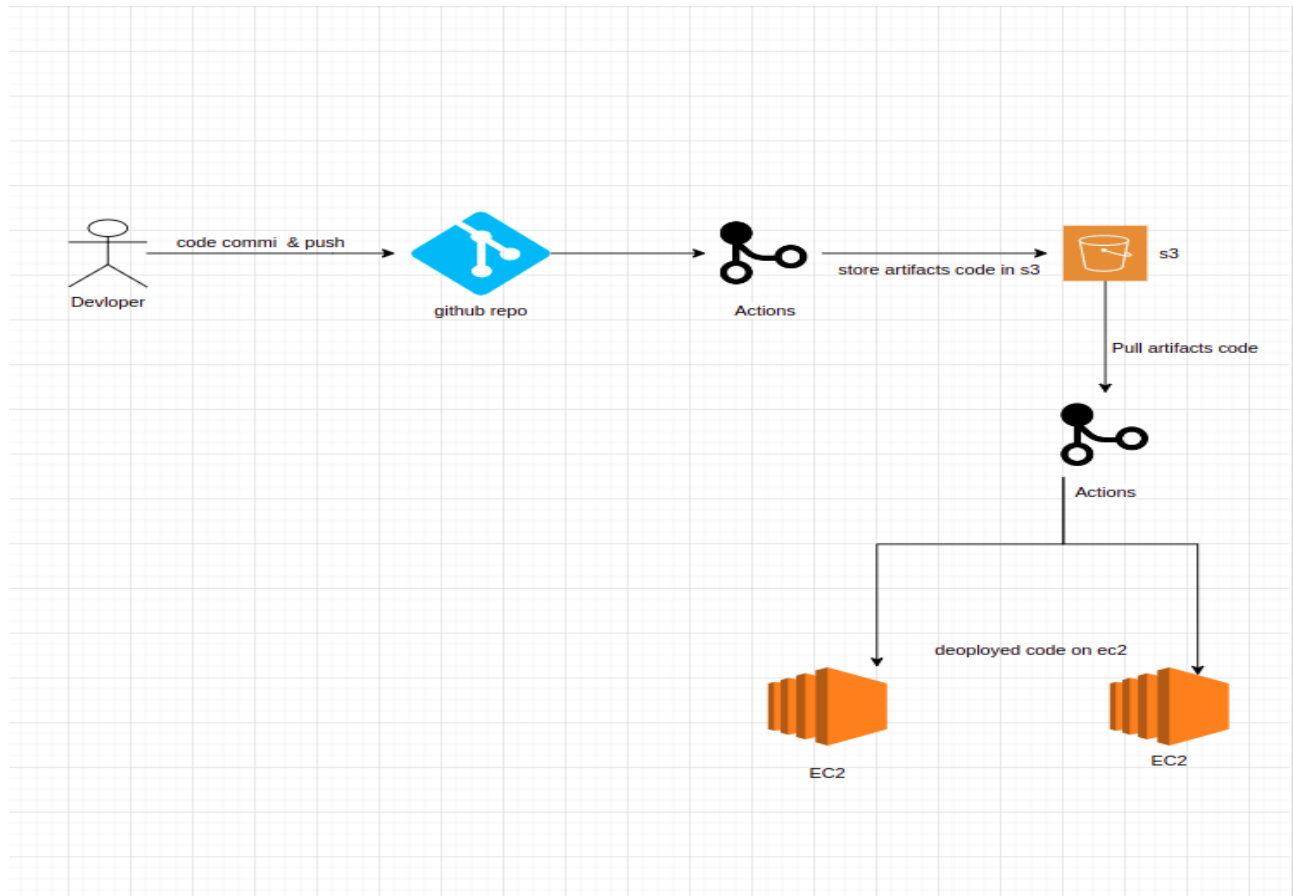 code commi & push
Devloper
github repo
Actions
store artifacts code in s3
s3
Pull artifacts code
Actions
deoployed code on ec2
EC2
EC2